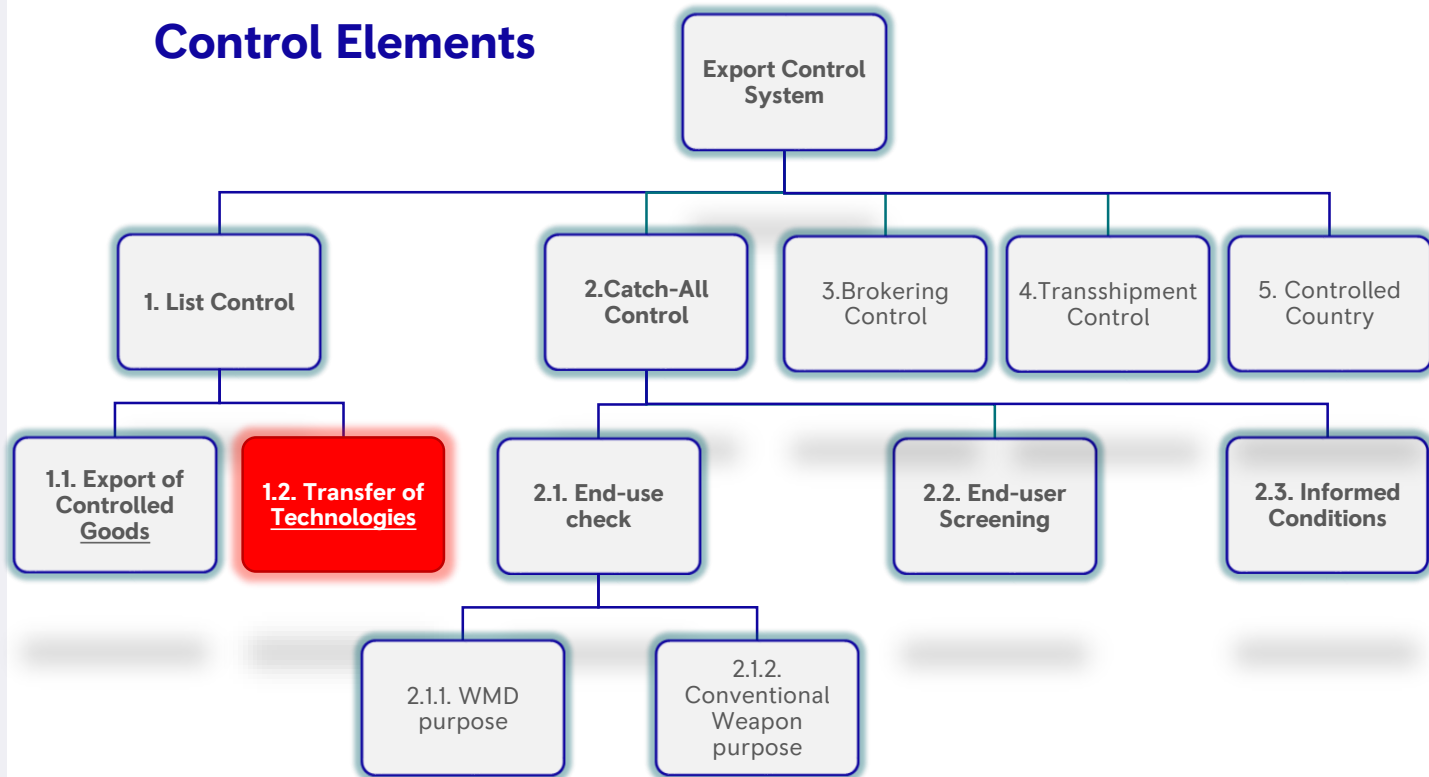 Control Elements
Export Control
System
1. List Control
2.Catch-All
Control
3.Brokering
Control
4.Transshipment
Control
5. Controlled
Country
1.1. Export of
Controlled
Goods
1.2. Transfer of
Technologies
2.1. End-use
check
2.2. End-user
Screening
2.3. Informed
Conditions
2.1.1. WMD
purpose
2.1.2.
Conventional
Weapon
purpose